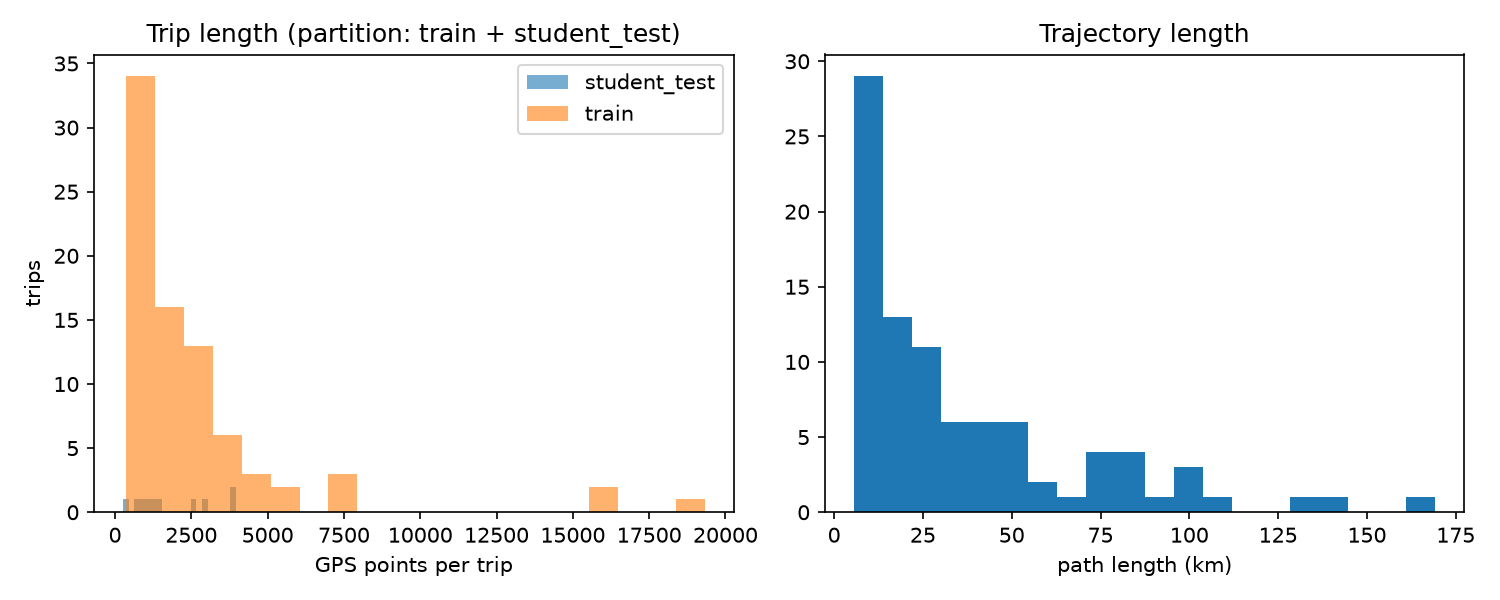 Trip length (partition: train + student_test)
student_test
train
35
30
25
20
15
10
5
0
trips
0 2500 5000 7500 10000 12500 15000 17500 20000
GPS points per trip
Trajectory length
30
25
20
15
10
5
0
0 25 50 75 100 125 150 175
path length (km)